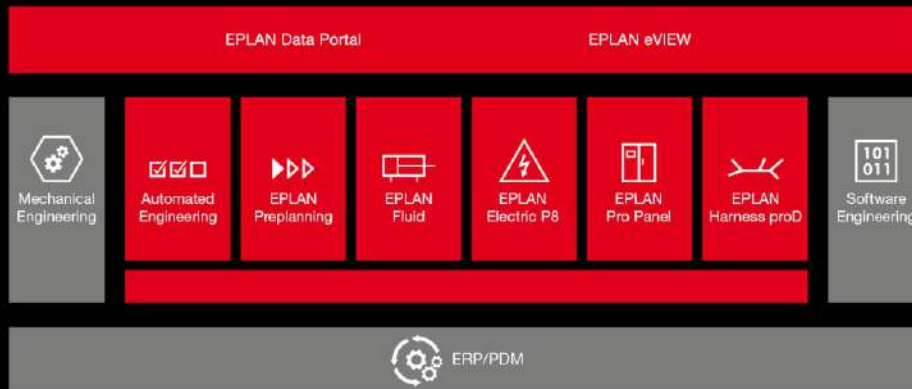 EPLAN Data Portal
EPLAN eVIEW
Mechanical
Engineering
Automated
Engineering
EPLAN
Preplanning
EPLAN
Fluid
EPLAN
Electric P8
EPLAN
Pro Panel
EPLAN
Harness proD
101
011
Software
Engineering
ERP/PDM